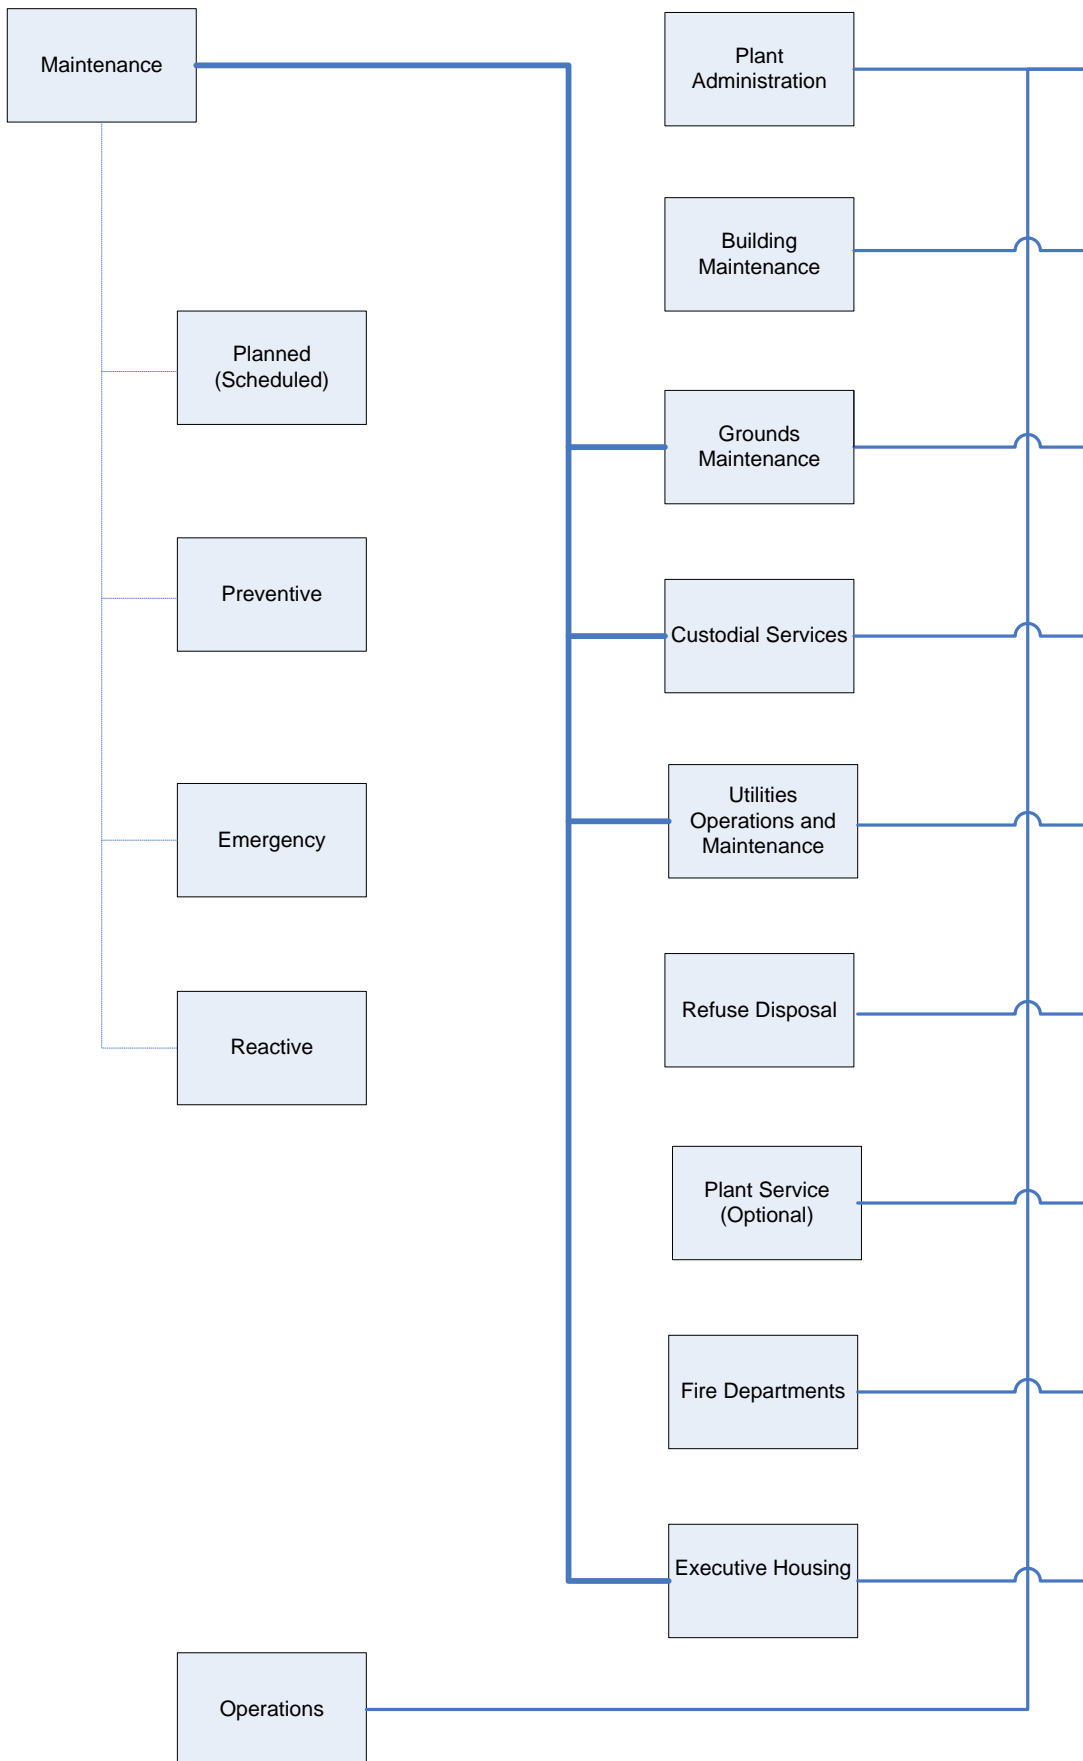 Maintenance
Planned
(Scheduled)
Preventive
Emergency
Reactive
Operations
Plant
Administration
Building
Maintenance
Grounds
Maintenance
Custodial Services
Utilities
Operations and
Maintenance
Refuse Disposal
Plant Service
(Optional)
Fire Departments
Executive Housing